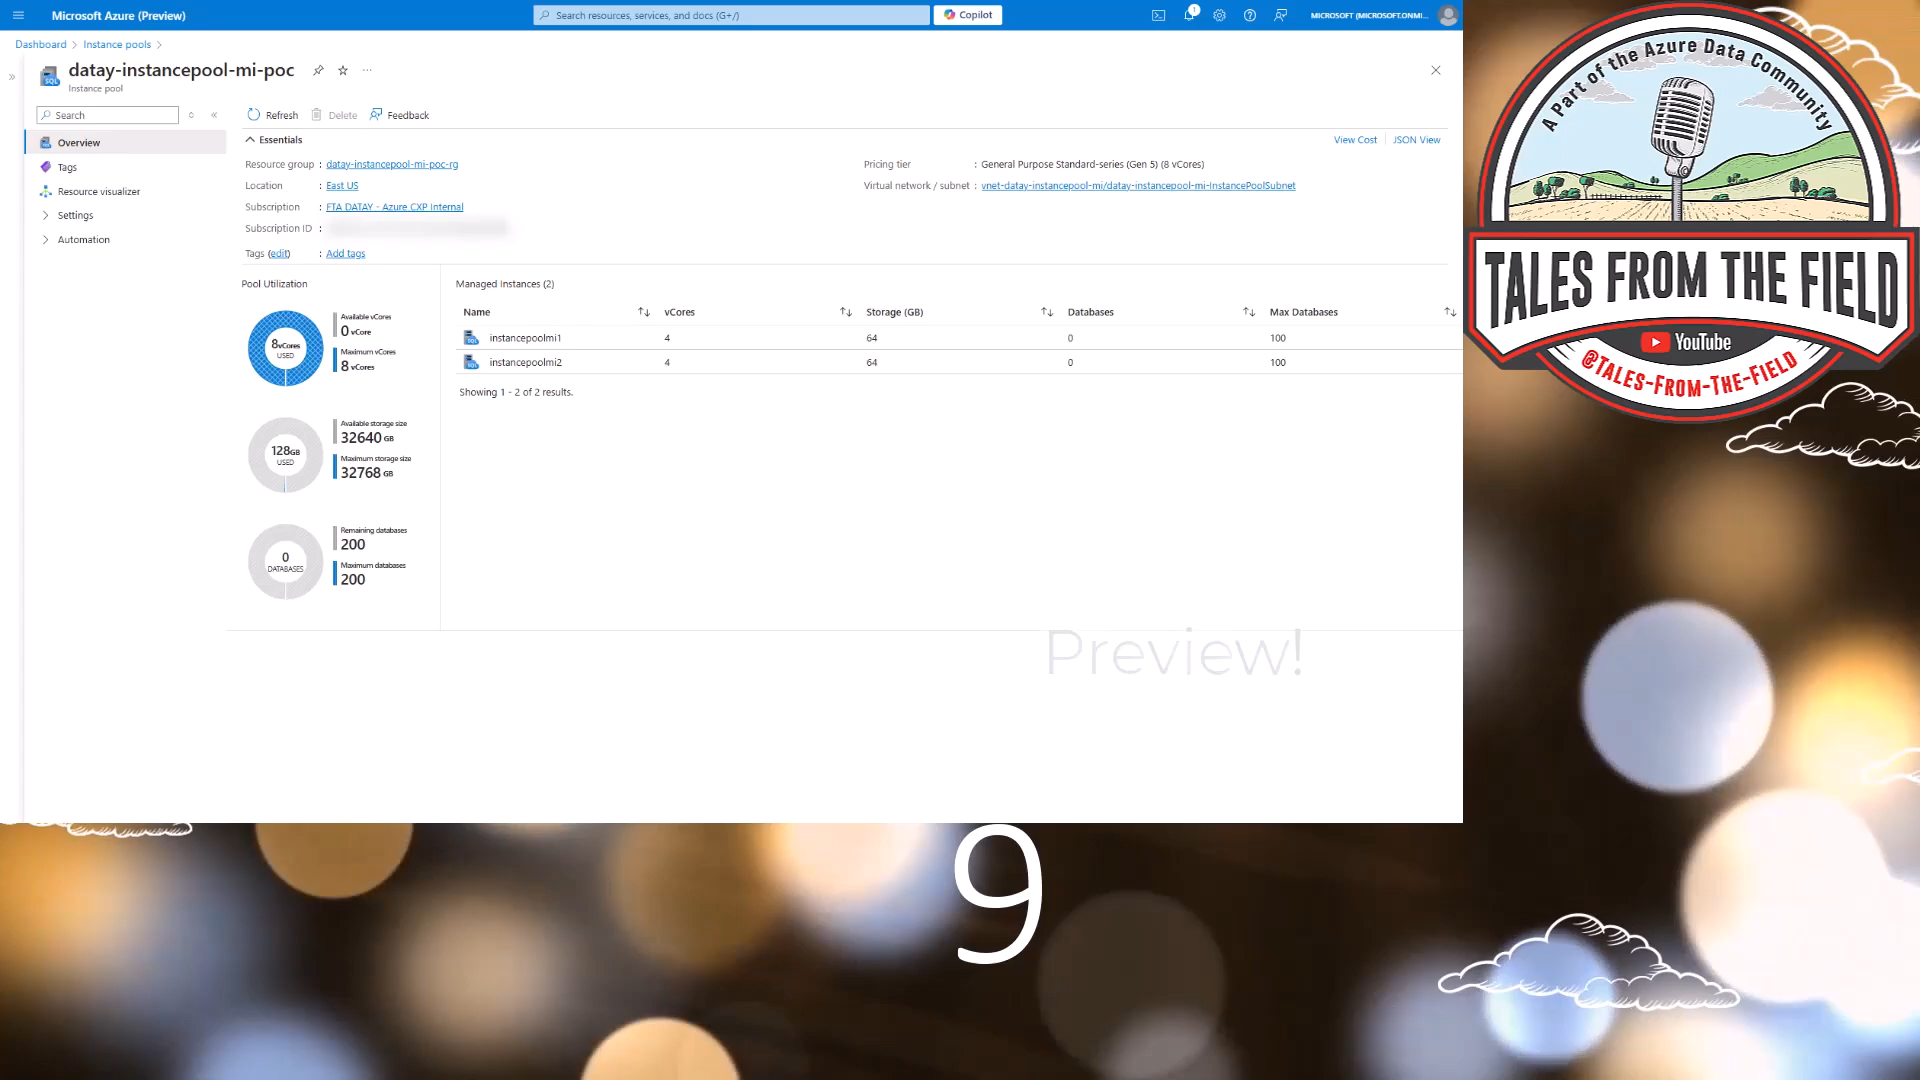 Microsoft Azure (Preview)
Search resources, services, and docs (G+/)
Copilot
1
MICROSOFT (MICROSOFT.ONMI...
Dashboard
Instance pools
datay-instancepool-mi-poc
Instance pool
Search
Refresh
Delete
Feedback
Overview
Tags
Resource visualizer
Settings
Automation
Essentials
View Cost
JSON View
Resource group : datay-instancepool-mi-poc-rg
Location : East US
Subscription : FTA DATAY - Azure CXP Internal
Subscription ID :
Tags (edit) : Add tags
Pricing tier : General Purpose Standard-series (Gen 5) (8 vCores)
Virtual network / subnet : vnet-datay-instancepool-mi/datay-instancepool-mi-InstancePoolSubnet
Pool Utilization
8vCores
USED
Available vCores
0 vCore
Maximum vCores
8 vCores
128GB
USED
Available storage size
32640 GB
Maximum storage size
32768 GB
0
DATABASES
Remaining databases
200
Maximum databases
200
Managed Instances (2)
Name vCores Storage (GB) Databases Max Databases
instancepoolmi1 4 64 0 100
instancepoolmi2 4 64 0 100
Showing 1 - 2 of 2 results.
Preview!
9
A Part of the Azure Data Community
TALES FROM THE FIELD
YouTube
@TALES-FROM-THE-FIELD